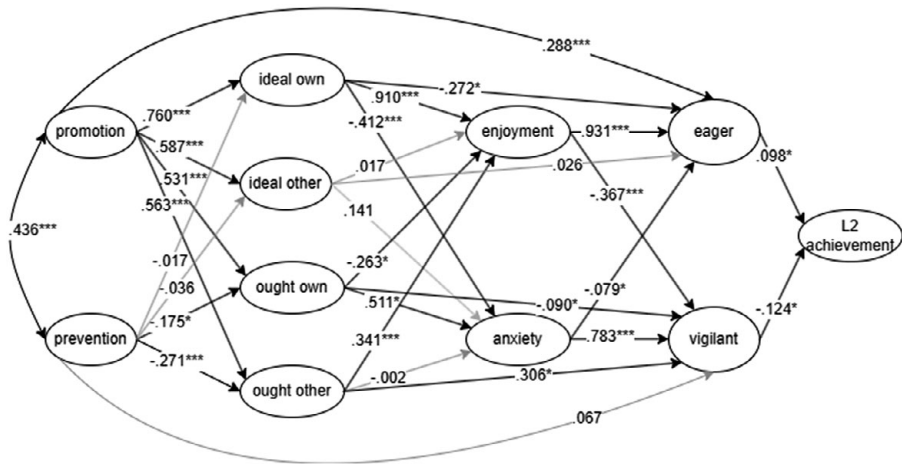 .288***
ideal own
-.272*
.910***
.760***
-.412***
promotion
enjoyment
.931***
eager
.587***
.017
.026
.098*
.531***
ideal other
.563***
-.367***
.141
.436***
L2
achievement
-.017
-.263*
-.036
ought own
-.079*
-.090*
-.124*
.511*
-.175*
prevention
.341***
anxiety
.783***
vigilant
-.271***
-.002
.306*
ought other
.067